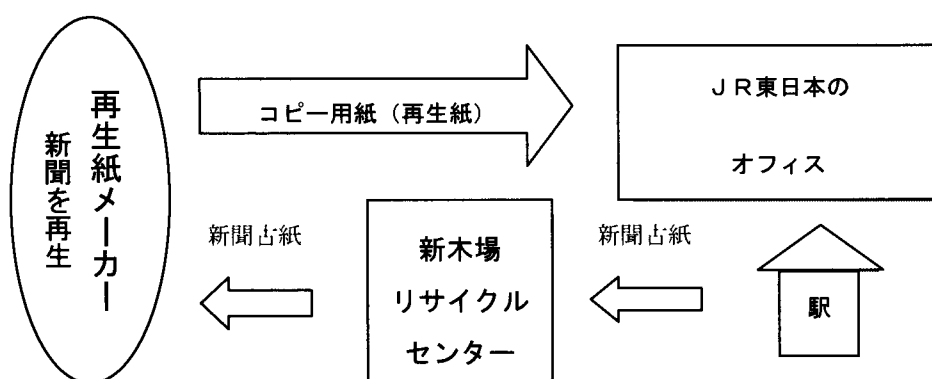 再生紙メーカー
新聞を再生
コピー用紙（再生紙）
ＪＲ東日本の
オフィス
新聞古紙
新木場
リサイクル
センター
新聞古紙
駅